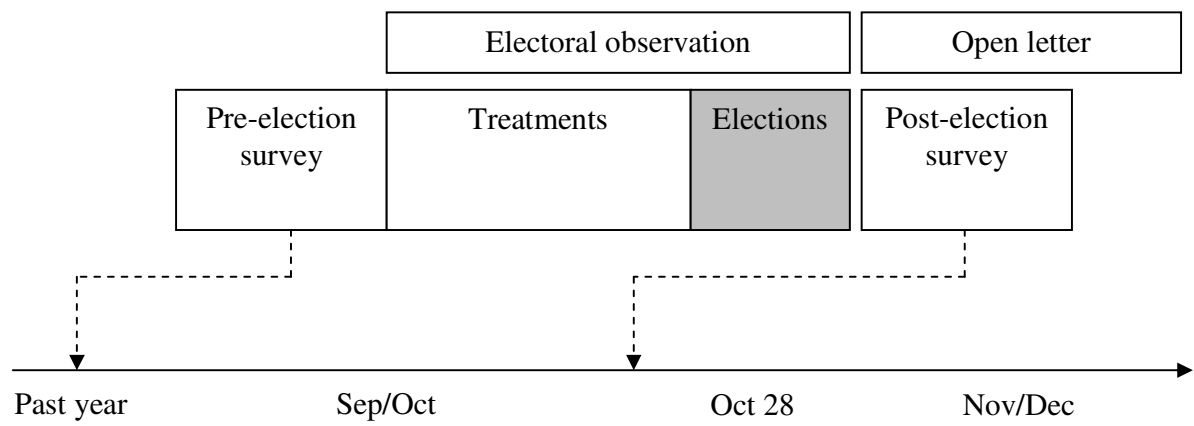 Electoral observation
Open letter
Pre-election
survey
Treatments
Elections
Post-election
survey
Past year
Sep/Oct
Oct 28
Nov/Dec